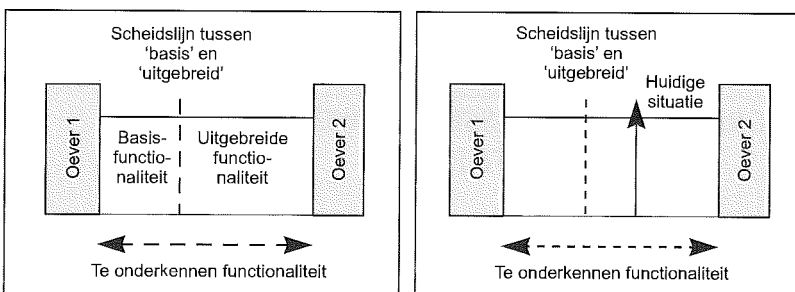 Scheidslijn tussen
'basis' en
'uitgebreid'
Oever 1
Basis-
functio-
naliteit
Uitgebreide
functio-
naliteit
Oever 2
Te onderkennen functionaliteit
Scheidslijn tussen
'basis' en
'uitgebreid'
Huidige
situatie
Oever 1
Oever 2
Te onderkennen functionaliteit